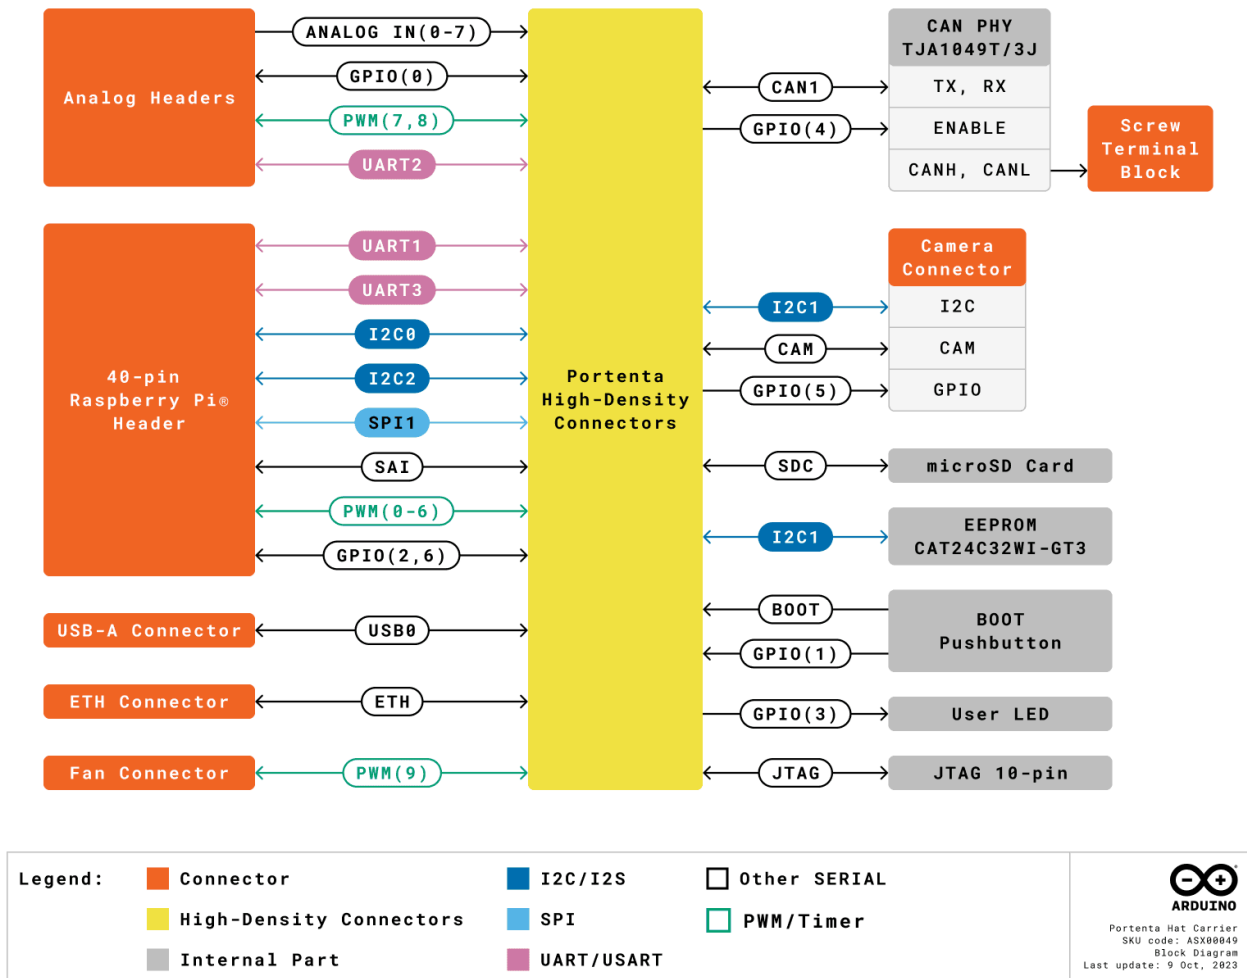 Analog Headers
ANALOG IN(0-7)
GPIO(0)
PWM(7,8)
UART2
40-pin
Raspberry Pi®
Header
UART1
UART3
I2C0
I2C2
SPI1
SAI
PWM(0-6)
GPIO(2,6)
USB-A Connector
USB0
ETH Connector
ETH
Fan Connector
PWM(9)
Portenta
High-Density
Connectors
CAN1
GPIO(4)
CAN PHY
TJA1049T/3J
TX, RX
ENABLE
CANH, CANL
Screw
Terminal
Block
I2C1
CAM
GPIO(5)
Camera
Connector
I2C
CAM
GPIO
SDC
microSD Card
I2C1
EEPROM
CAT24C32WI-GT3
BOOT
GPIO(1)
BOOT
Pushbutton
GPIO(3)
User LED
JTAG
JTAG 10-pin
Legend:
Connector
High-Density Connectors
Internal Part
I2C/I2S
SPI
UART/USART
Other SERIAL
PWM/Timer
ARDUINO
Portenta Hat Carrier
SKU code: ASX00049
Block Diagram
Last update: 9 Oct, 2023